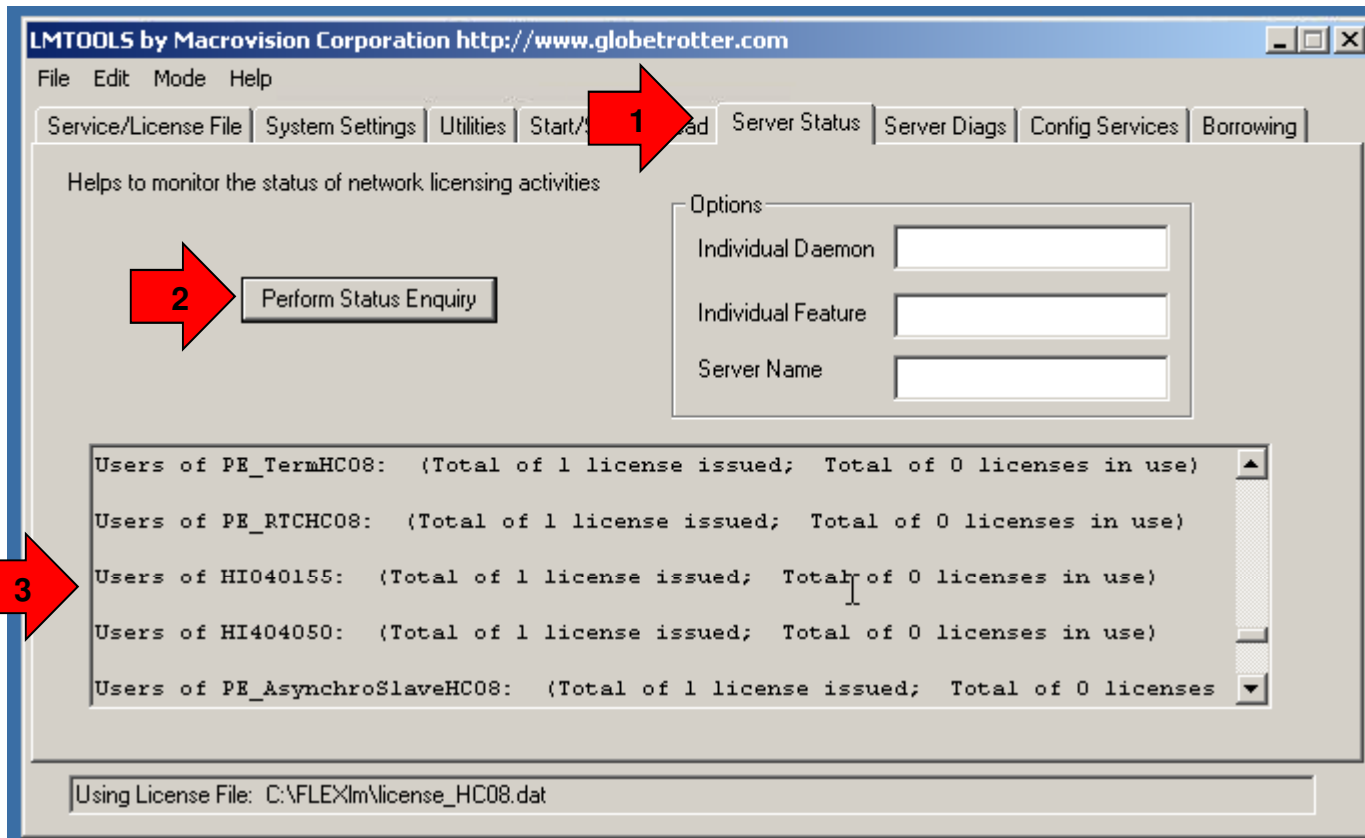 LMTOOLS by Macrovision Corporation http://www.globetrotter.com
File Edit Mode Help
Service/License File System Settings Utilities Start/ 1 ad Server Status Server Diags Config Services Borrowing
Helps to monitor the status of network licensing activities
Options
Individual Daemon
2 Perform Status Enquiry
Individual Feature
Server Name
Users of PE_TermHC08: (Total of 1 license issued; Total of 0 licenses in use)
Users of PE_RTCHC08: (Total of 1 license issued; Total of 0 licenses in use)
3 Users of HI040155: (Total of 1 license issued; Total of 0 licenses in use)
Users of HI404050: (Total of 1 license issued; Total of 0 licenses in use)
Users of PE_AsynchroSlaveHC08: (Total of 1 license issued; Total of 0 licenses
Using License File: C:\FLEXlm\license_HC08.dat